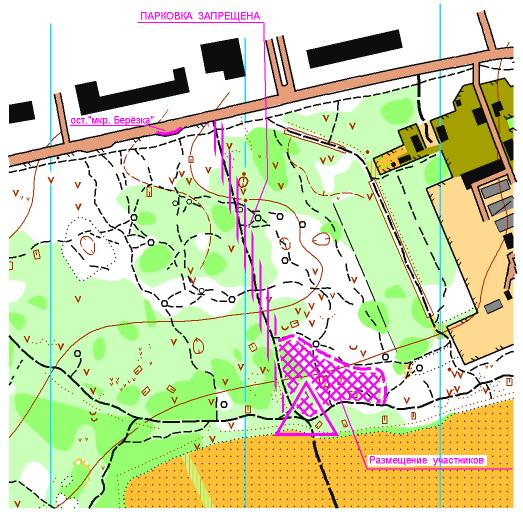 ПАРКОВКА ЗАПРЕЩЕНА
ост."мкр. Берёзка"
Размещение участников